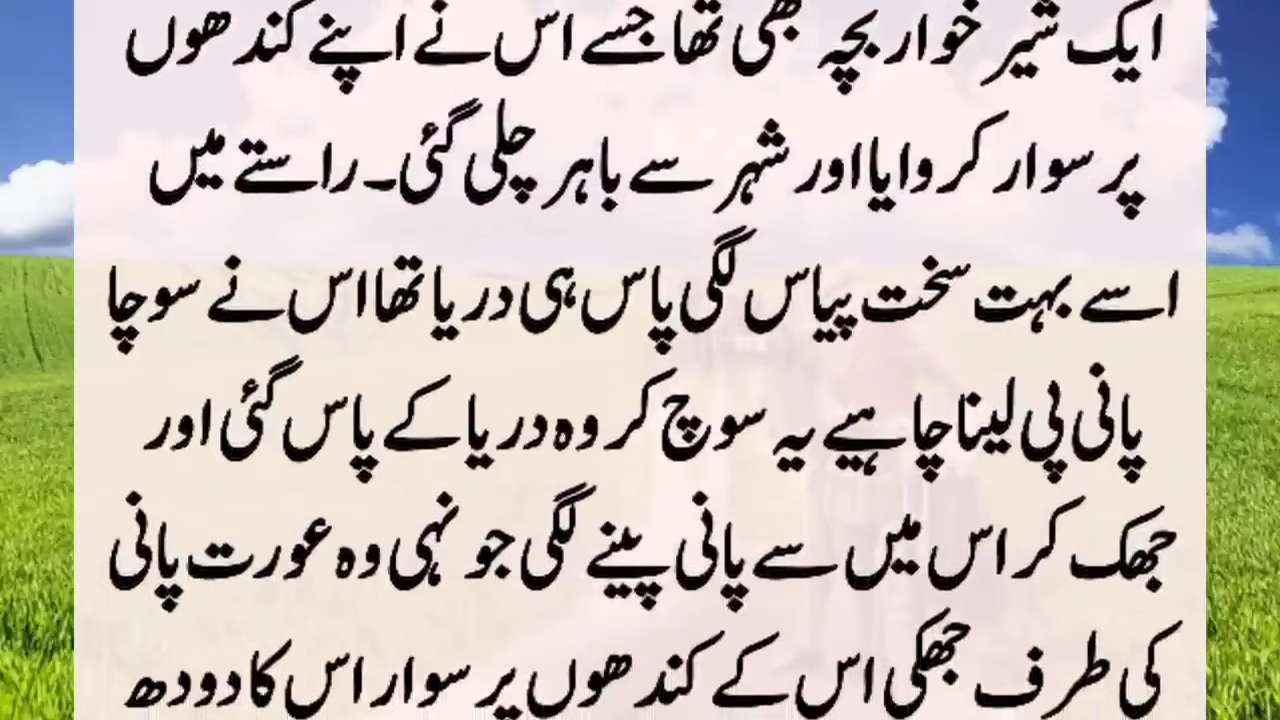 ایک شیر خوار بچہ بھی تھا جسے اس نے اپنے کندھوں
پر سوار کروایا اور شہر سے باہر چلی گئی۔ راستے میں
اسے بہت سخت پیاس لگی پاس ہی دریا تھا اس نے سوچا
پانی پی لینا چاہیے یہ سوچ کر وہ دریا کے پاس گئی اور
جھک کر اس میں سے پانی پینے لگی جو نہی وہ عورت پانی
کی طرف جھکی اس کے کندھوں پر سوار اس کا دودھ